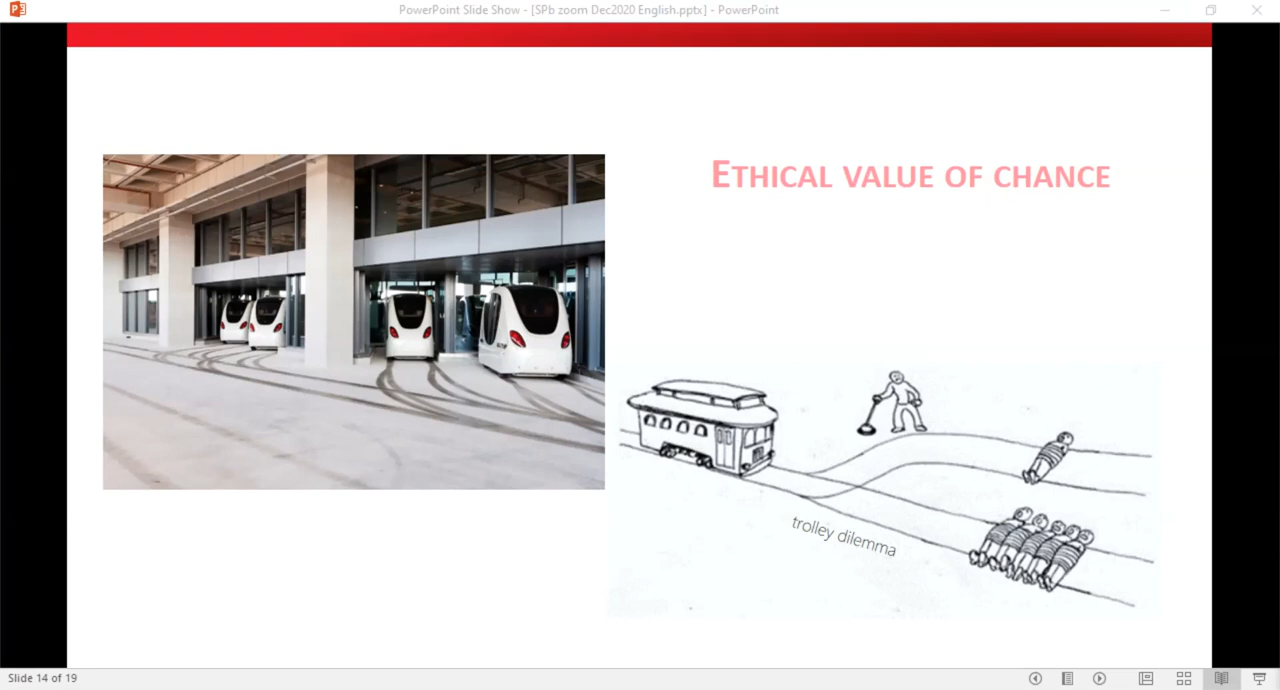 PowerPoint Slide Show - [SPb zoom Dec2020 English.pptx] - PowerPoint
ETHICAL VALUE OF CHANCE
trolley dilemma
Slide 14 of 19